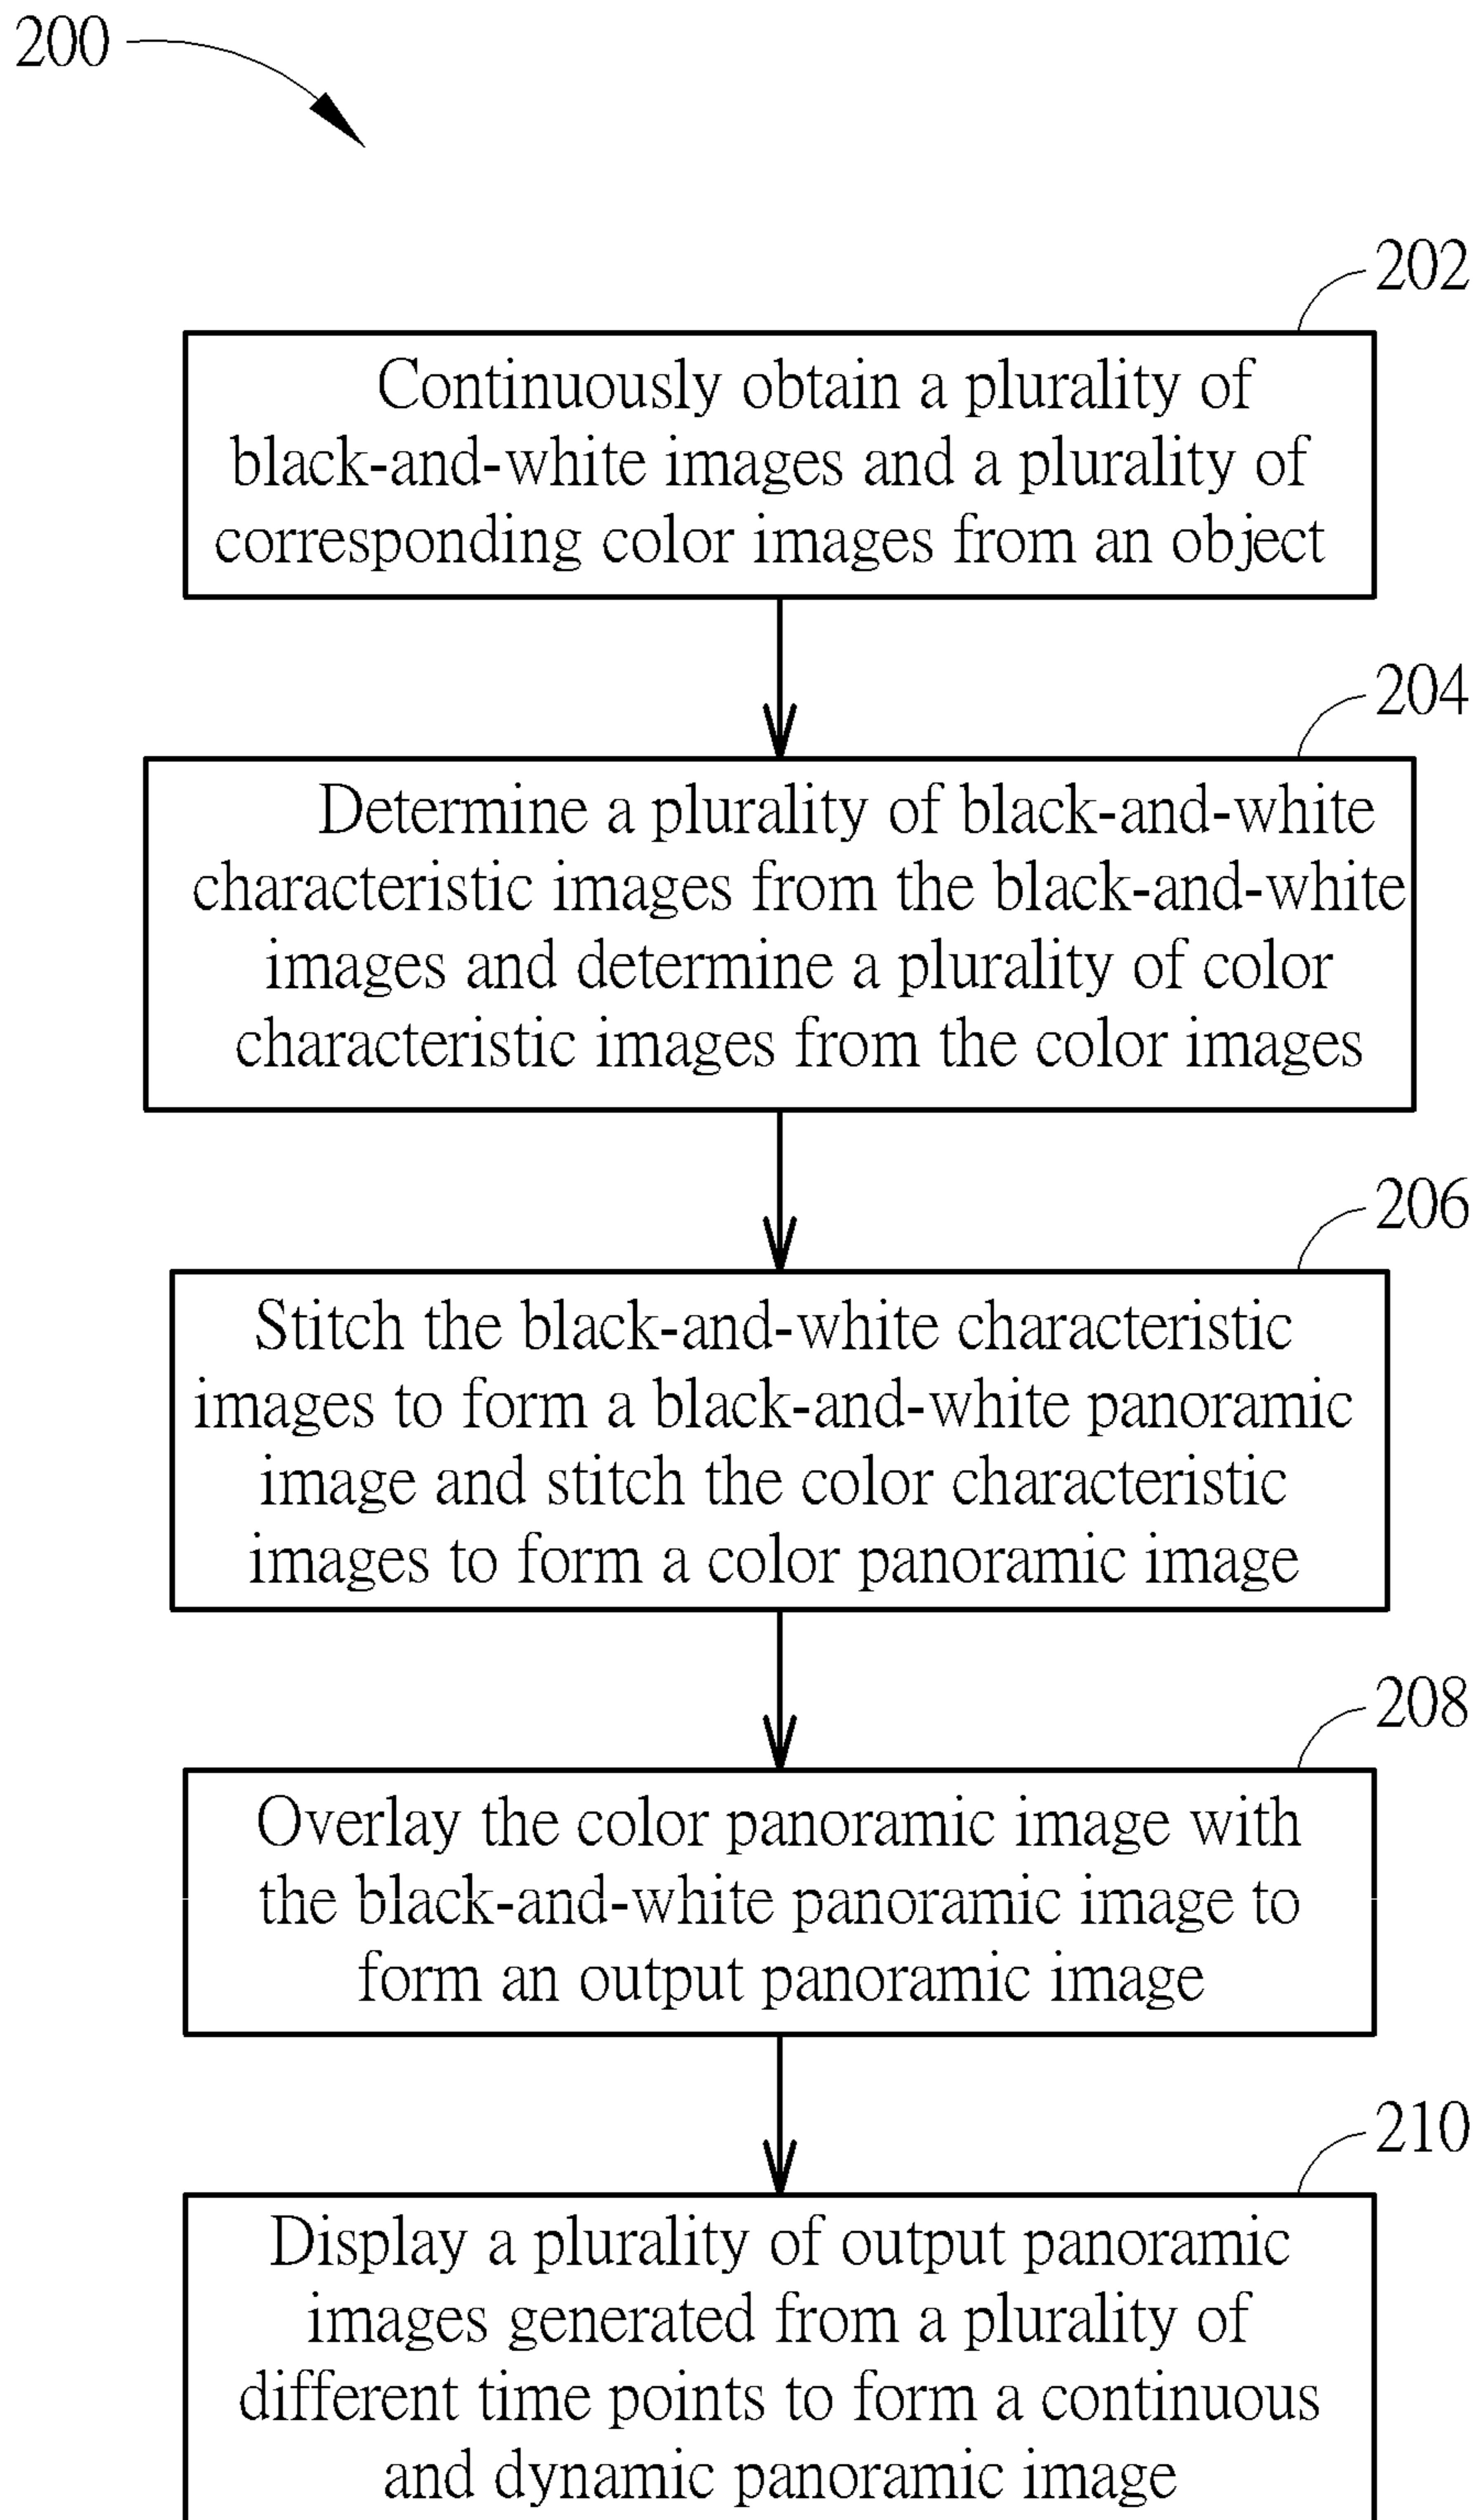 200
202
Continuously obtain a plurality of
black-and-white images and a plurality of
corresponding color images from an object
204
Determine a plurality of black-and-white
characteristic images from the black-and-white
images and determine a plurality of color
characteristic images from the color images
206
Stitch the black-and-white characteristic
images to form a black-and-white panoramic
image and stitch the color characteristic
images to form a color panoramic image
208
Overlay the color panoramic image with
the black-and-white panoramic image to
form an output panoramic image
210
Display a plurality of output panoramic
images generated from a plurality of
different time points to form a continuous
and dynamic panoramic image